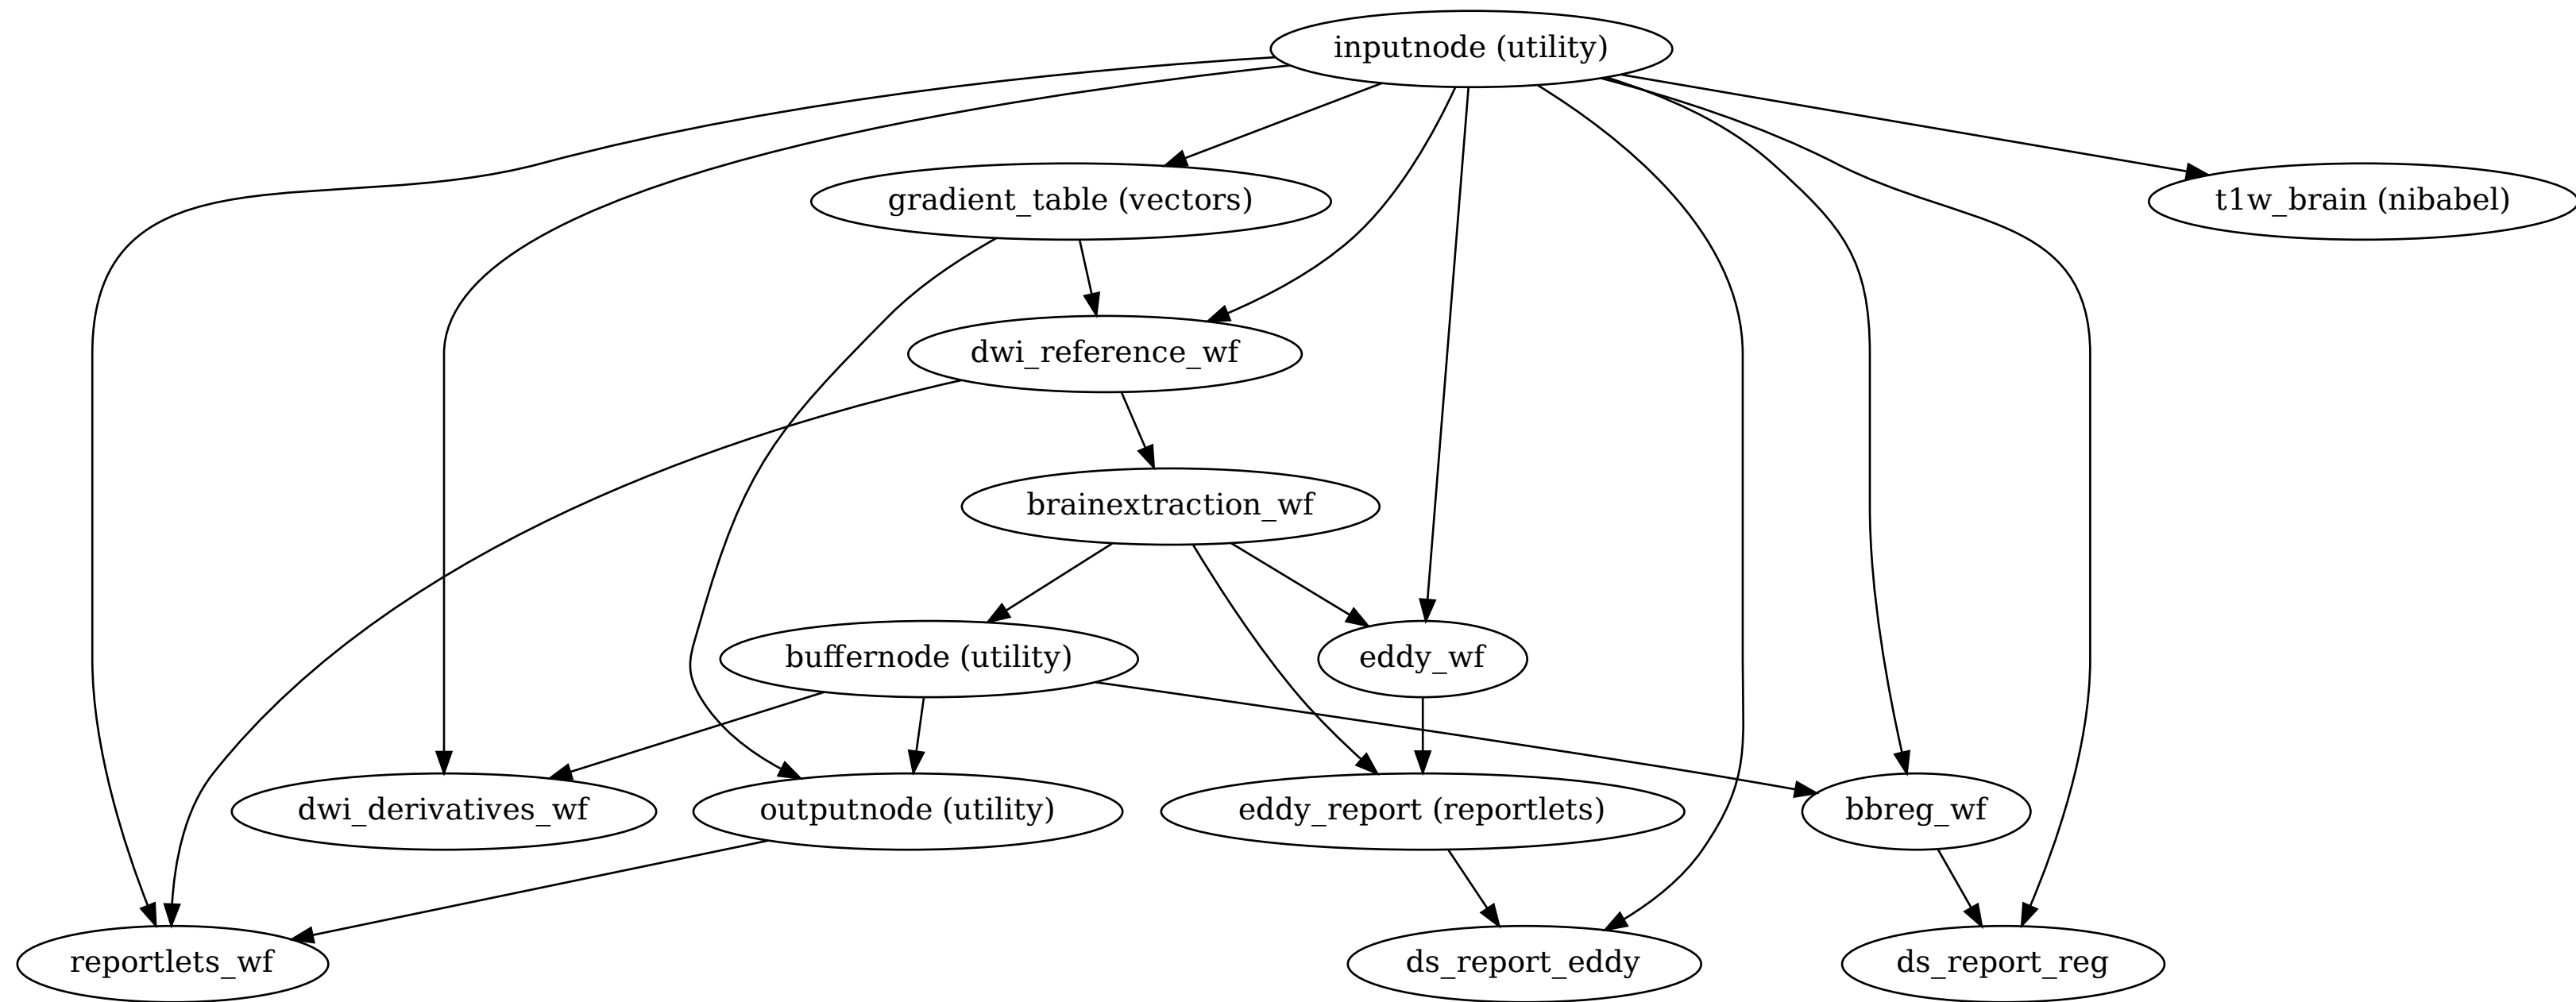 inputnode (utility)
gradient_table (vectors)
t1w_brain (nibabel)
dwi_reference_wf
brainextraction_wf
buffernode (utility)
eddy_wf
dwi_derivatives_wf
outputnode (utility)
eddy_report (reportlets)
bbreg_wf
reportlets_wf
ds_report_eddy
ds_report_reg